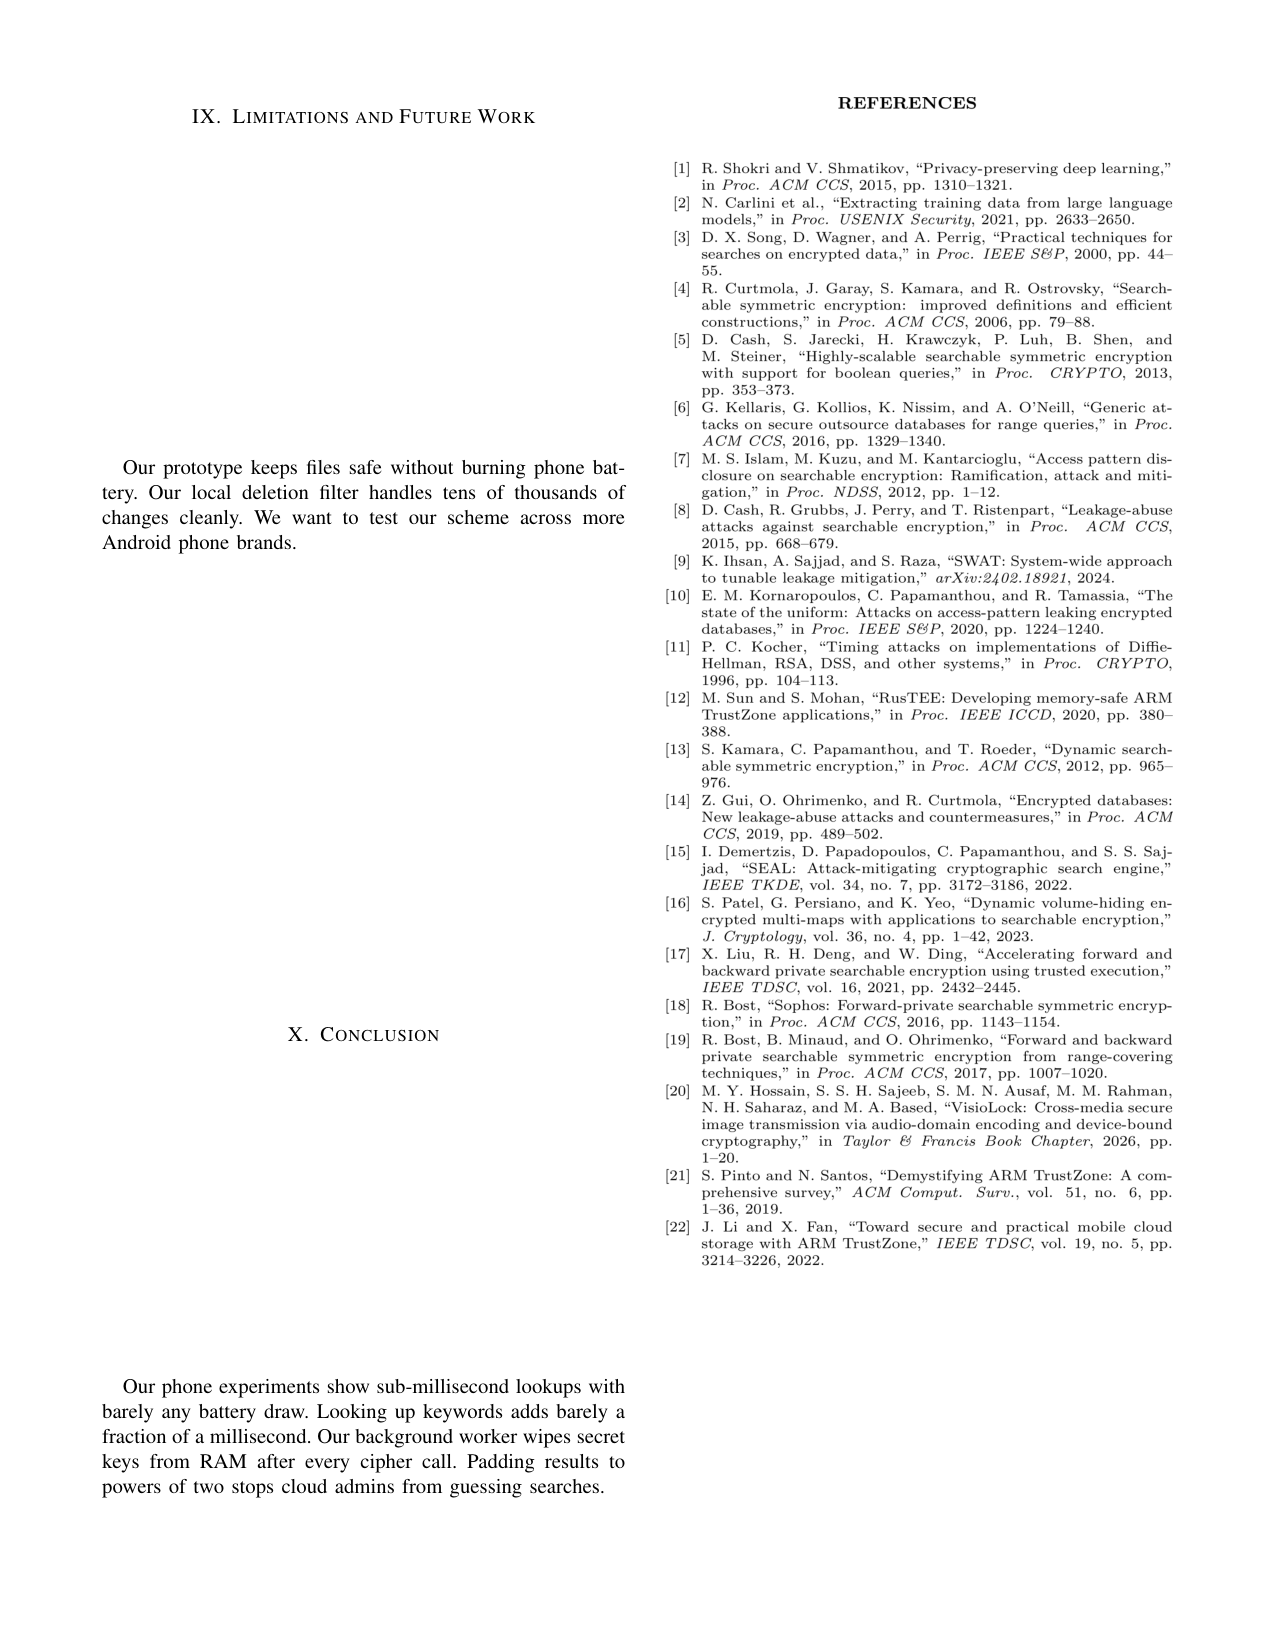 IX. LIMITATIONS AND FUTURE WORK
Our prototype keeps files safe without burning phone bat-
tery. Our local deletion filter handles tens of thousands of
changes cleanly. We want to test our scheme across more
Android phone brands.
X. CONCLUSION
Our phone experiments show sub-millisecond lookups with
barely any battery draw. Looking up keywords adds barely a
fraction of a millisecond. Our background worker wipes secret
keys from RAM after every cipher call. Padding results to
powers of two stops cloud admins from guessing searches.
REFERENCES
[1] R. Shokri and V. Shmatikov, “Privacy-preserving deep learning,”
in Proc. ACM CCS, 2015, pp. 1310–1321.
[2] N. Carlini et al., “Extracting training data from large language
models,” in Proc. USENIX Security, 2021, pp. 2633–2650.
[3] D. X. Song, D. Wagner, and A. Perrig, “Practical techniques for
searches on encrypted data,” in Proc. IEEE S&P, 2000, pp. 44–
55.
[4] R. Curtmola, J. Garay, S. Kamara, and R. Ostrovsky, “Search-
able symmetric encryption: improved definitions and efficient
constructions,” in Proc. ACM CCS, 2006, pp. 79–88.
[5] D. Cash, S. Jarecki, H. Krawczyk, P. Luh, B. Shen, and
M. Steiner, “Highly-scalable searchable symmetric encryption
with support for boolean queries,” in Proc. CRYPTO, 2013,
pp. 353–373.
[6] G. Kellaris, G. Kollios, K. Nissim, and A. O’Neill, “Generic at-
tacks on secure outsource databases for range queries,” in Proc.
ACM CCS, 2016, pp. 1329–1340.
[7] M. S. Islam, M. Kuzu, and M. Kantarcioglu, “Access pattern dis-
closure on searchable encryption: Ramification, attack and miti-
gation,” in Proc. NDSS, 2012, pp. 1–12.
[8] D. Cash, R. Grubbs, J. Perry, and T. Ristenpart, “Leakage-abuse
attacks against searchable encryption,” in Proc. ACM CCS,
2015, pp. 668–679.
[9] K. Ihsan, A. Sajjad, and S. Raza, “SWAT: System-wide approach
to tunable leakage mitigation,” arXiv:2402.18921, 2024.
[10] E. M. Kornaropoulos, C. Papamanthou, and R. Tamassia, “The
state of the uniform: Attacks on access-pattern leaking encrypted
databases,” in Proc. IEEE S&P, 2020, pp. 1224–1240.
[11] P. C. Kocher, “Timing attacks on implementations of Diffie-
Hellman, RSA, DSS, and other systems,” in Proc. CRYPTO,
1996, pp. 104–113.
[12] M. Sun and S. Mohan, “RusTEE: Developing memory-safe ARM
TrustZone applications,” in Proc. IEEE ICCD, 2020, pp. 380–
388.
[13] S. Kamara, C. Papamanthou, and T. Roeder, “Dynamic search-
able symmetric encryption,” in Proc. ACM CCS, 2012, pp. 965–
976.
[14] Z. Gui, O. Ohrimenko, and R. Curtmola, “Encrypted databases:
New leakage-abuse attacks and countermeasures,” in Proc. ACM
CCS, 2019, pp. 489–502.
[15] I. Demertzis, D. Papadopoulos, C. Papamanthou, and S. S. Saj-
jad, “SEAL: Attack-mitigating cryptographic search engine,”
IEEE TKDE, vol. 34, no. 7, pp. 3172–3186, 2022.
[16] S. Patel, G. Persiano, and K. Yeo, “Dynamic volume-hiding en-
crypted multi-maps with applications to searchable encryption,”
J. Cryptology, vol. 36, no. 4, pp. 1–42, 2023.
[17] X. Liu, R. H. Deng, and W. Ding, “Accelerating forward and
backward private searchable encryption using trusted execution,”
IEEE TDSC, vol. 16, 2021, pp. 2432–2445.
[18] R. Bost, “Sophos: Forward-private searchable symmetric encryp-
tion,” in Proc. ACM CCS, 2016, pp. 1143–1154.
[19] R. Bost, B. Minaud, and O. Ohrimenko, “Forward and backward
private searchable symmetric encryption from range-covering
techniques,” in Proc. ACM CCS, 2017, pp. 1007–1020.
[20] M. Y. Hossain, S. S. H. Sajeeb, S. M. N. Ausaf, M. M. Rahman,
N. H. Saharaz, and M. A. Based, “VisioLock: Cross-media secure
image transmission via audio-domain encoding and device-bound
cryptography,” in Taylor & Francis Book Chapter, 2026, pp.
1–20.
[21] S. Pinto and N. Santos, “Demystifying ARM TrustZone: A com-
prehensive survey,” ACM Comput. Surv., vol. 51, no. 6, pp.
1–36, 2019.
[22] J. Li and X. Fan, “Toward secure and practical mobile cloud
storage with ARM TrustZone,” IEEE TDSC, vol. 19, no. 5, pp.
3214–3226, 2022.